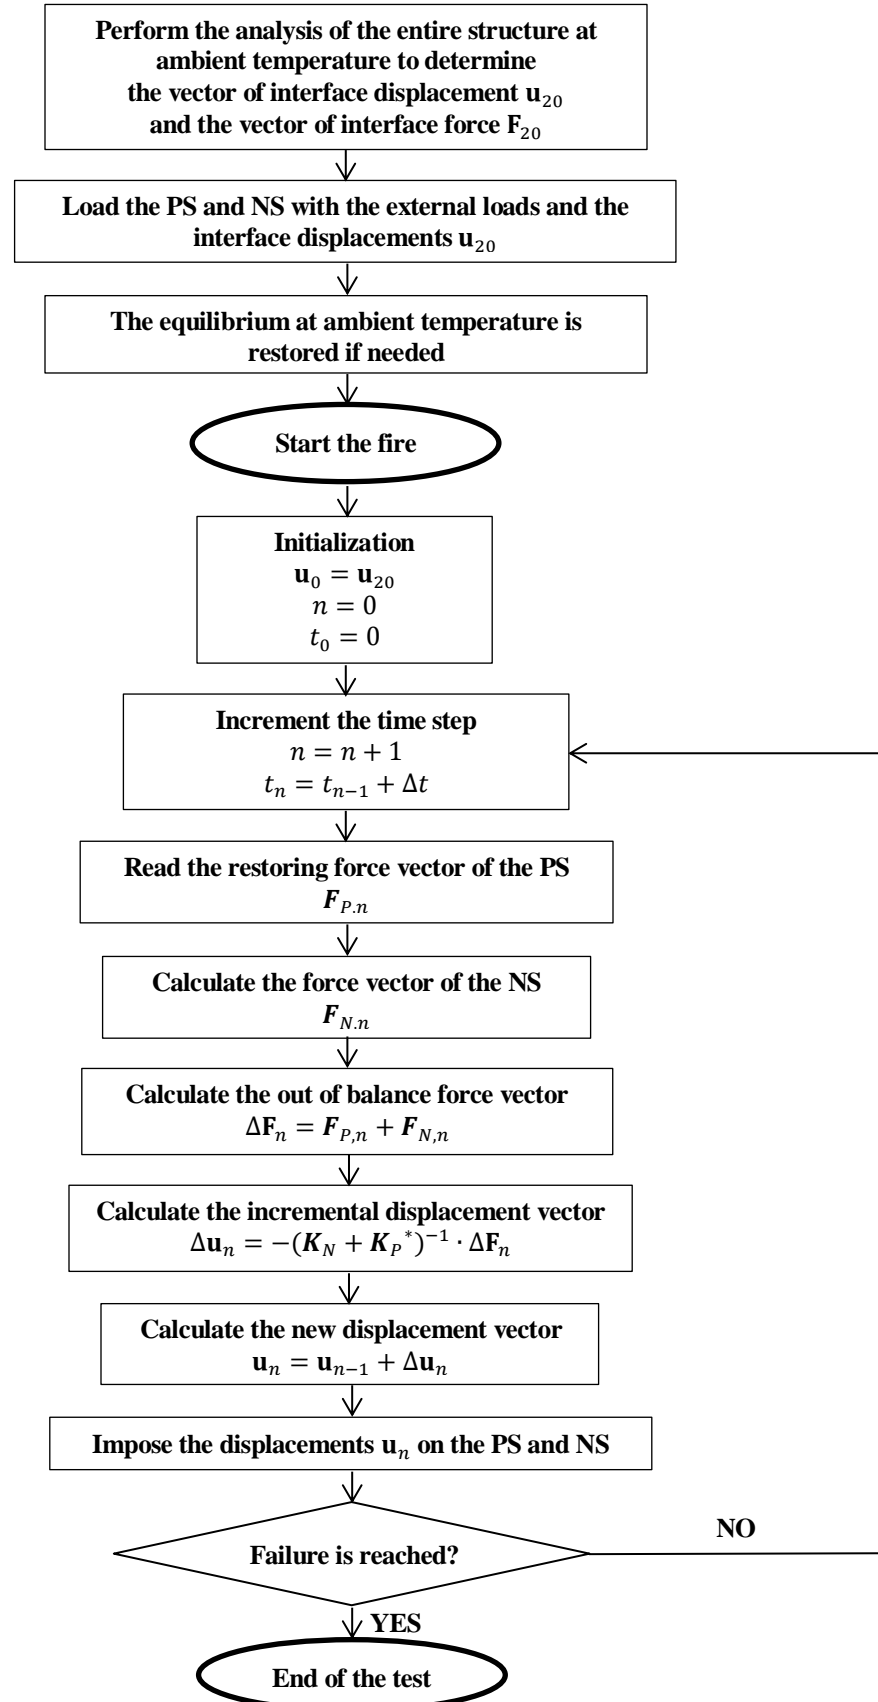 Perform the analysis of the entire structure at
ambient temperature to determine
the vector of interface displacement u₂₀
and the vector of interface force F₂₀
Load the PS and NS with the external loads and the
interface displacements u₂₀
The equilibrium at ambient temperature is
restored if needed
Start the fire
Initialization
u₀ = u₂₀
n = 0
t₀ = 0
Increment the time step
n = n + 1
tₙ = tₙ₋₁ + Δt
Read the restoring force vector of the PS
F_{P.n}
Calculate the force vector of the NS
F_{N.n}
Calculate the out of balance force vector
ΔFₙ = F_{P,n} + F_{N,n}
Calculate the incremental displacement vector
Δuₙ = −(K_N + K_P*)⁻¹ · ΔFₙ
Calculate the new displacement vector
uₙ = uₙ₋₁ + Δuₙ
Impose the displacements uₙ on the PS and NS
Failure is reached?
NO
YES
End of the test